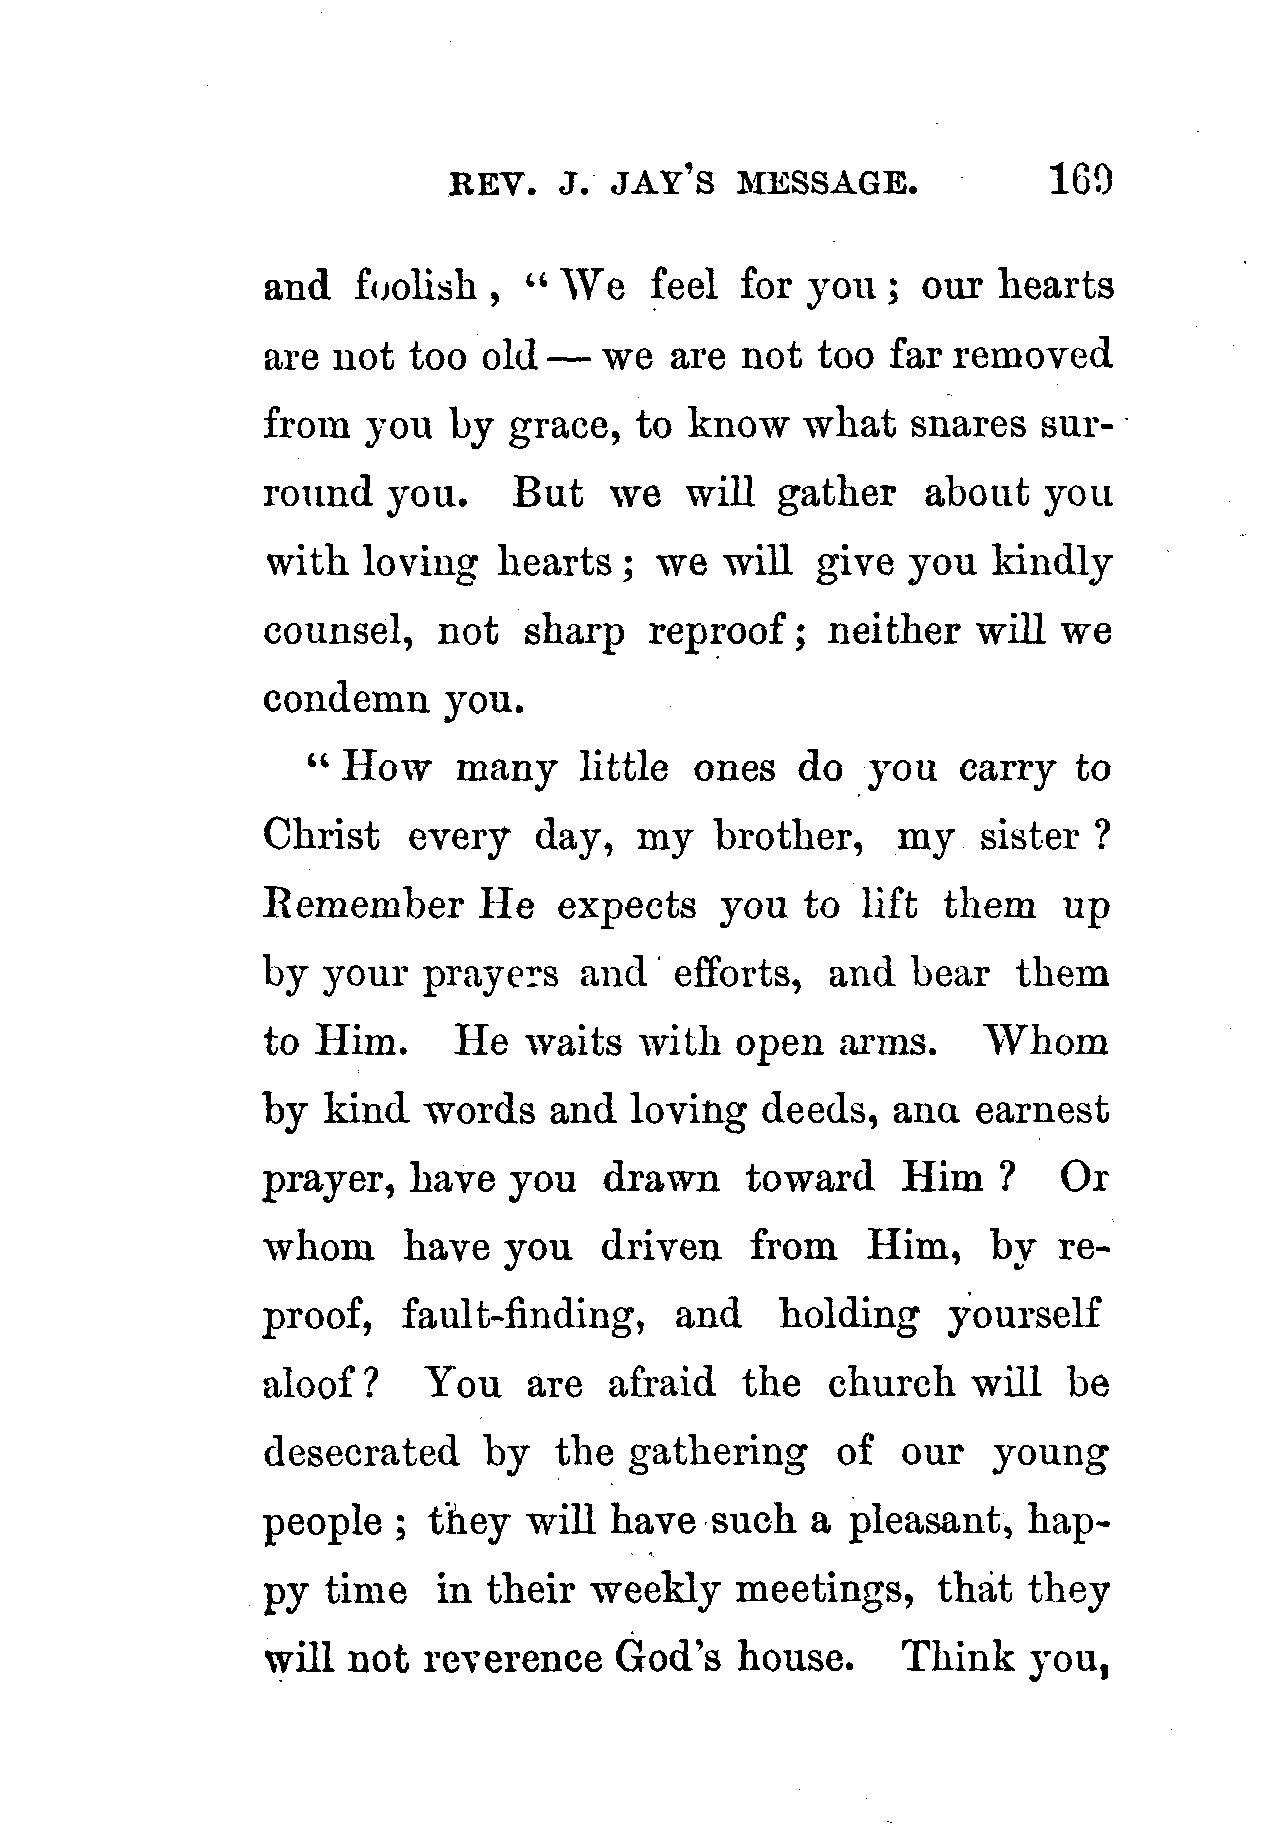 REV. J. JAY'S MESSAGE. 169
and foolish, "We feel for you; our hearts
are not too old — we are not too far removed
from you by grace, to know what snares sur-
round you. But we will gather about you
with loving hearts; we will give you kindly
counsel, not sharp reproof; neither will we
condemn you.
"How many little ones do you carry to
Christ every day, my brother, my sister?
Remember He expects you to lift them up
by your prayers and efforts, and bear them
to Him. He waits with open arms. Whom
by kind words and loving deeds, and earnest
prayer, have you drawn toward Him? Or
whom have you driven from Him, by re-
proof, fault-finding, and holding yourself
aloof? You are afraid the church will be
desecrated by the gathering of our young
people; they will have such a pleasant, hap-
py time in their weekly meetings, that they
will not reverence God's house. Think you,